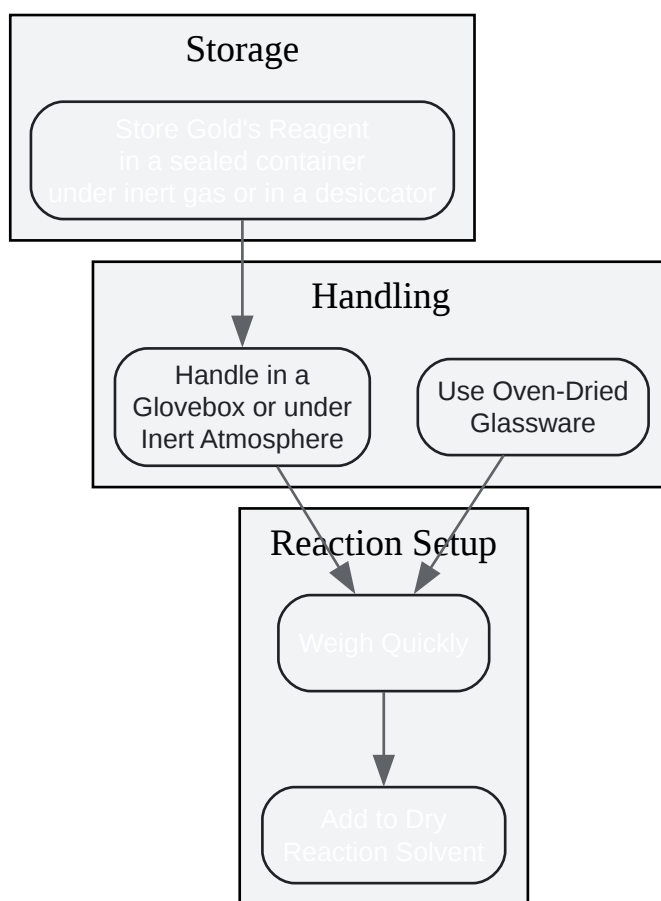 Storage
Store Gold's Reagent
in a sealed container
under inert gas or in a desiccator
Handling
Handle in a
Glovebox or under
Inert Atmosphere
Use Oven-Dried
Glassware
Reaction Setup
Weigh Quickly
Add to Dry
Reaction Solvent